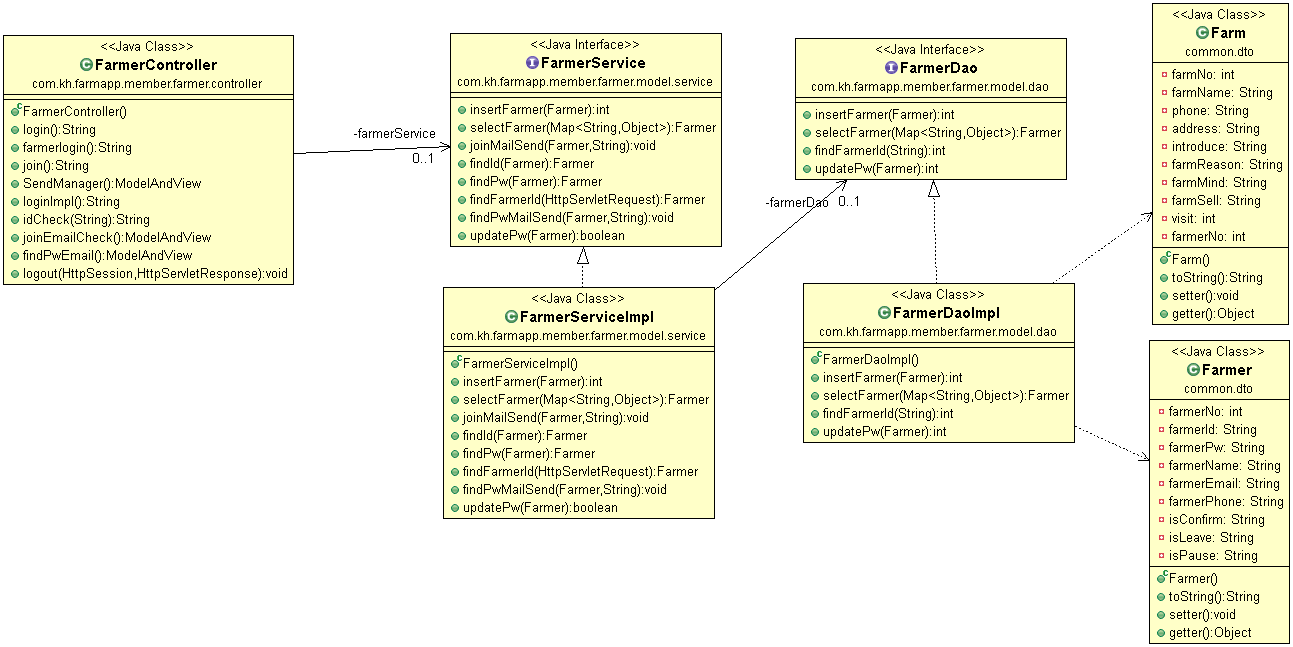 <<Java Class>>
FarmerController
com.kh.farmapp.member.farmer.controller
FarmerController()
login():String
farmerlogin():String
join():String
SendManager():ModelAndView
loginImpl():String
idCheck(String):String
joinEmailCheck():ModelAndView
findPwEmail():ModelAndView
logout(HttpSession,HttpServletResponse):void
-farmerService
0..1
<<Java Interface>>
FarmerService
com.kh.farmapp.member.farmer.model.service
insertFarmer(Farmer):int
selectFarmer(Map<String,Object>):Farmer
joinMailSend(Farmer,String):void
findId(Farmer):Farmer
findPw(Farmer):Farmer
findFarmerId(HttpServletRequest):Farmer
findPwMailSend(Farmer,String):void
updatePw(Farmer):boolean
<<Java Class>>
FarmerServiceImpl
com.kh.farmapp.member.farmer.model.service
FarmerServiceImpl()
insertFarmer(Farmer):int
selectFarmer(Map<String,Object>):Farmer
joinMailSend(Farmer,String):void
findId(Farmer):Farmer
findPw(Farmer):Farmer
findFarmerId(HttpServletRequest):Farmer
findPwMailSend(Farmer,String):void
updatePw(Farmer):boolean
-farmerDao
0..1
<<Java Interface>>
FarmerDao
com.kh.farmapp.member.farmer.model.dao
insertFarmer(Farmer):int
selectFarmer(Map<String,Object>):Farmer
findFarmerId(String):int
updatePw(Farmer):int
<<Java Class>>
FarmerDaoImpl
com.kh.farmapp.member.farmer.model.dao
FarmerDaoImpl()
insertFarmer(Farmer):int
selectFarmer(Map<String,Object>):Farmer
findFarmerId(String):int
updatePw(Farmer):int
<<Java Class>>
Farm
common.dto
farmNo: int
farmName: String
phone: String
address: String
introduce: String
farmReason: String
farmMind: String
farmSell: String
visit: int
farmerNo: int
Farm()
toString():String
setter():void
getter():Object
<<Java Class>>
Farmer
common.dto
farmerNo: int
farmerId: String
farmerPw: String
farmerName: String
farmerEmail: String
farmerPhone: String
isConfirm: String
isLeave: String
isPause: String
Farmer()
toString():String
setter():void
getter():Object